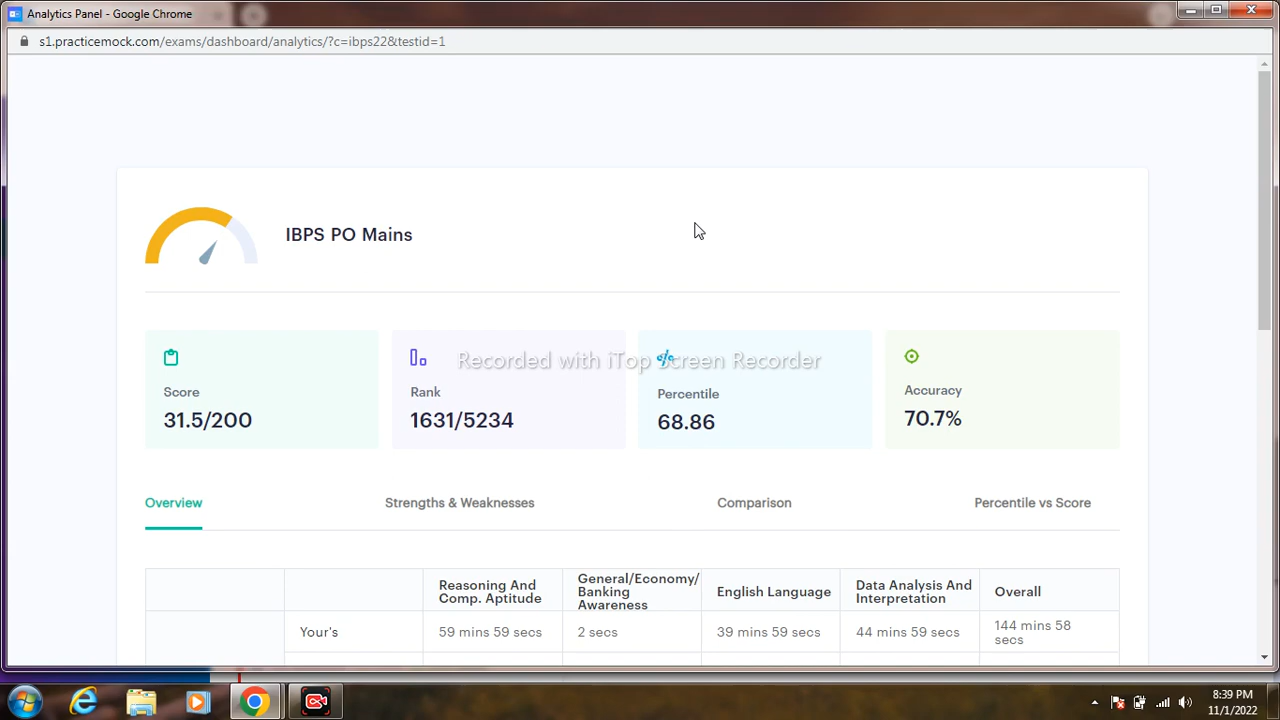 Analytics Panel - Google Chrome
s1.practicemock.com/exams/dashboard/analytics/?c=ibps22&testid=1
IBPS PO Mains
Recorded with iTop Screen Recorder
Score
31.5/200
Rank
1631/5234
Percentile
68.86
Accuracy
70.7%
Overview
Strengths & Weaknesses
Comparison
Percentile vs Score
Reasoning And
Comp. Aptitude
General/Economy/
Banking
Awareness
English Language
Data Analysis And
Interpretation
Overall
Your's
59 mins 59 secs
2 secs
39 mins 59 secs
44 mins 59 secs
144 mins 58
secs
8:39 PM
11/1/2022